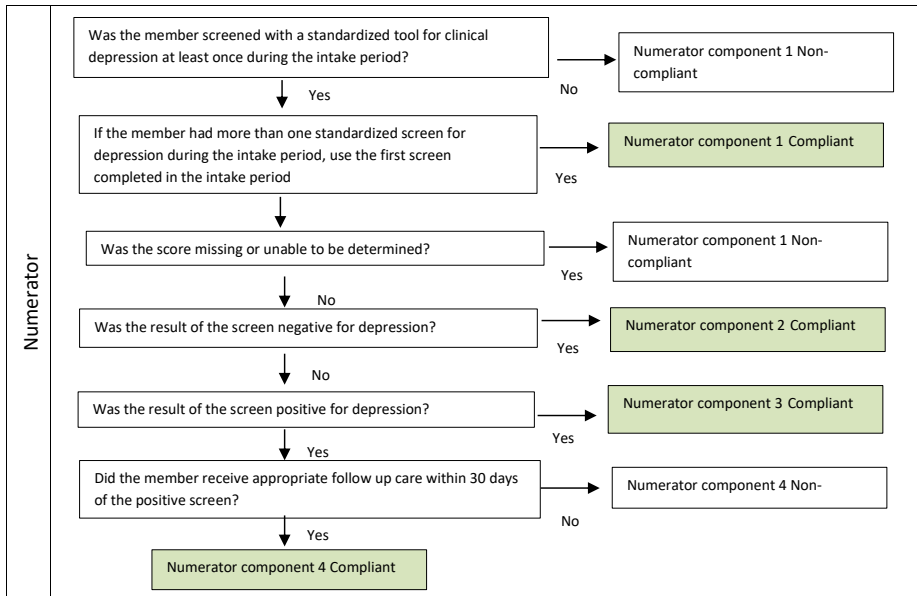 Numerator
Was the member screened with a standardized tool for clinical
depression at least once during the intake period?
Numerator component 1 Non-
compliant
No
Yes
If the member had more than one standardized screen for
depression during the intake period, use the first screen
completed in the intake period
Numerator component 1 Compliant
Yes
Was the score missing or unable to be determined?
Numerator component 1 Non-
compliant
Yes
No
Was the result of the screen negative for depression?
Numerator component 2 Compliant
Yes
No
Was the result of the screen positive for depression?
Numerator component 3 Compliant
Yes
Yes
Did the member receive appropriate follow up care within 30 days
of the positive screen?
Numerator component 4 Non-
No
Yes
Numerator component 4 Compliant